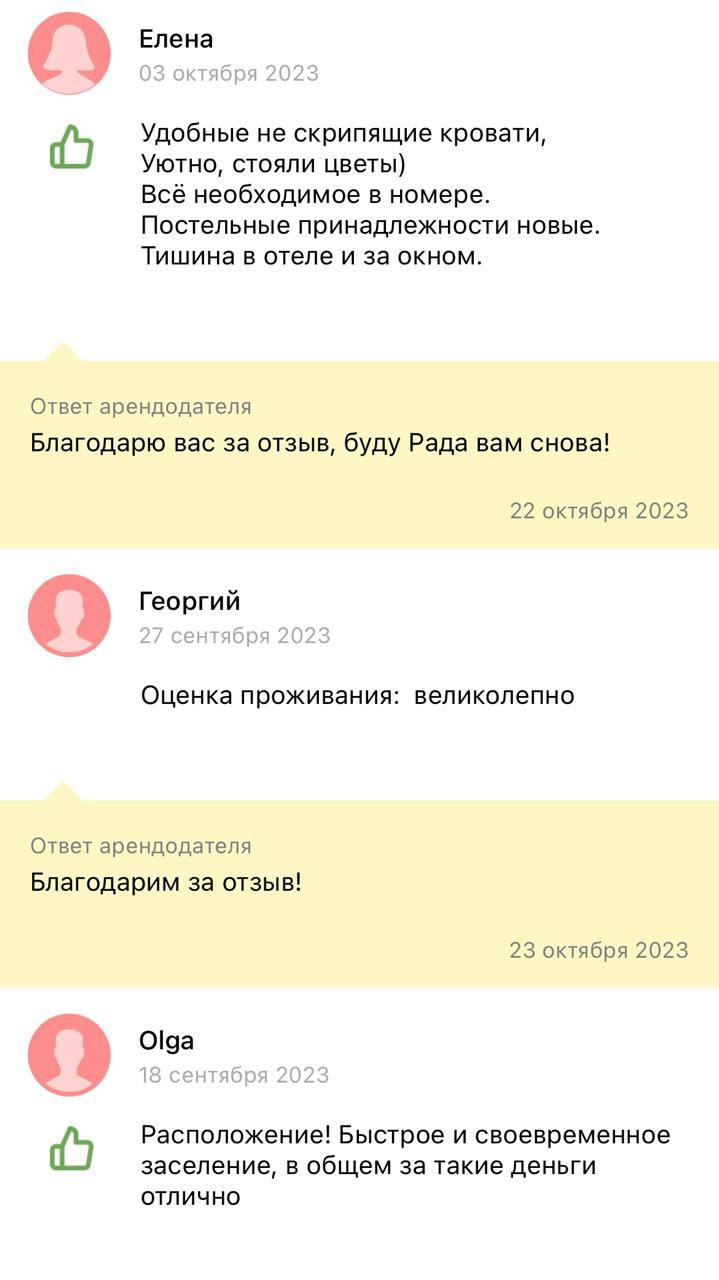 Елена
03 октября 2023
Удобные не скрипящие кровати,
Уютно, стояли цветы)
Всё необходимое в номере.
Постельные принадлежности новые.
Тишина в отеле и за окном.
Ответ арендодателя
Благодарю вас за отзыв, буду Рада вам снова!
22 октября 2023
Георгий
27 сентября 2023
Оценка проживания: великолепно
Ответ арендодателя
Благодарим за отзыв!
23 октября 2023
Olga
18 сентября 2023
Расположение! Быстрое и своевременное
заселение, в общем за такие деньги
отлично